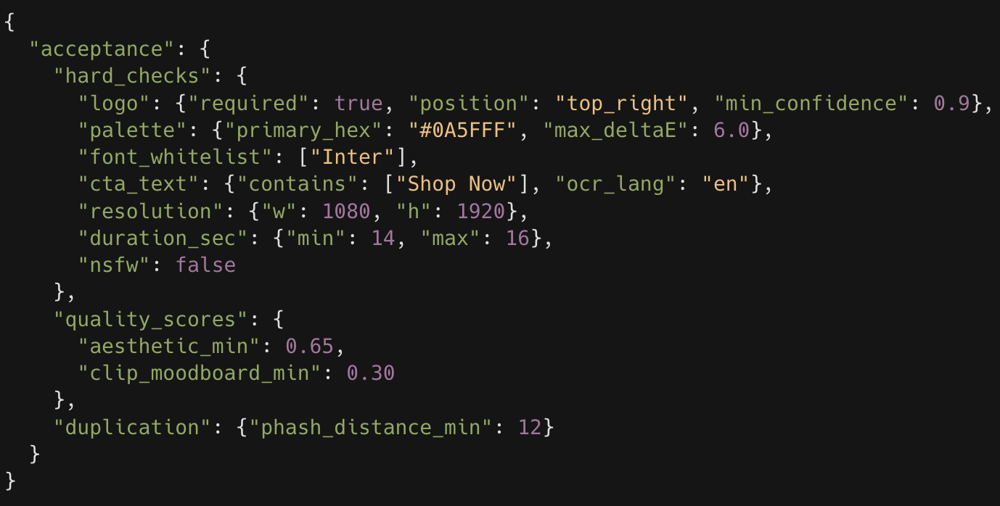 {
  "acceptance": {
    "hard_checks": {
      "logo": {"required": true, "position": "top_right", "min_confidence": 0.9},
      "palette": {"primary_hex": "#0A5FFF", "max_deltaE": 6.0},
      "font_whitelist": ["Inter"],
      "cta_text": {"contains": ["Shop Now"], "ocr_lang": "en"},
      "resolution": {"w": 1080, "h": 1920},
      "duration_sec": {"min": 14, "max": 16},
      "nsfw": false
    },
    "quality_scores": {
      "aesthetic_min": 0.65,
      "clip_moodboard_min": 0.30
    },
    "duplication": {"phash_distance_min": 12}
  }
}